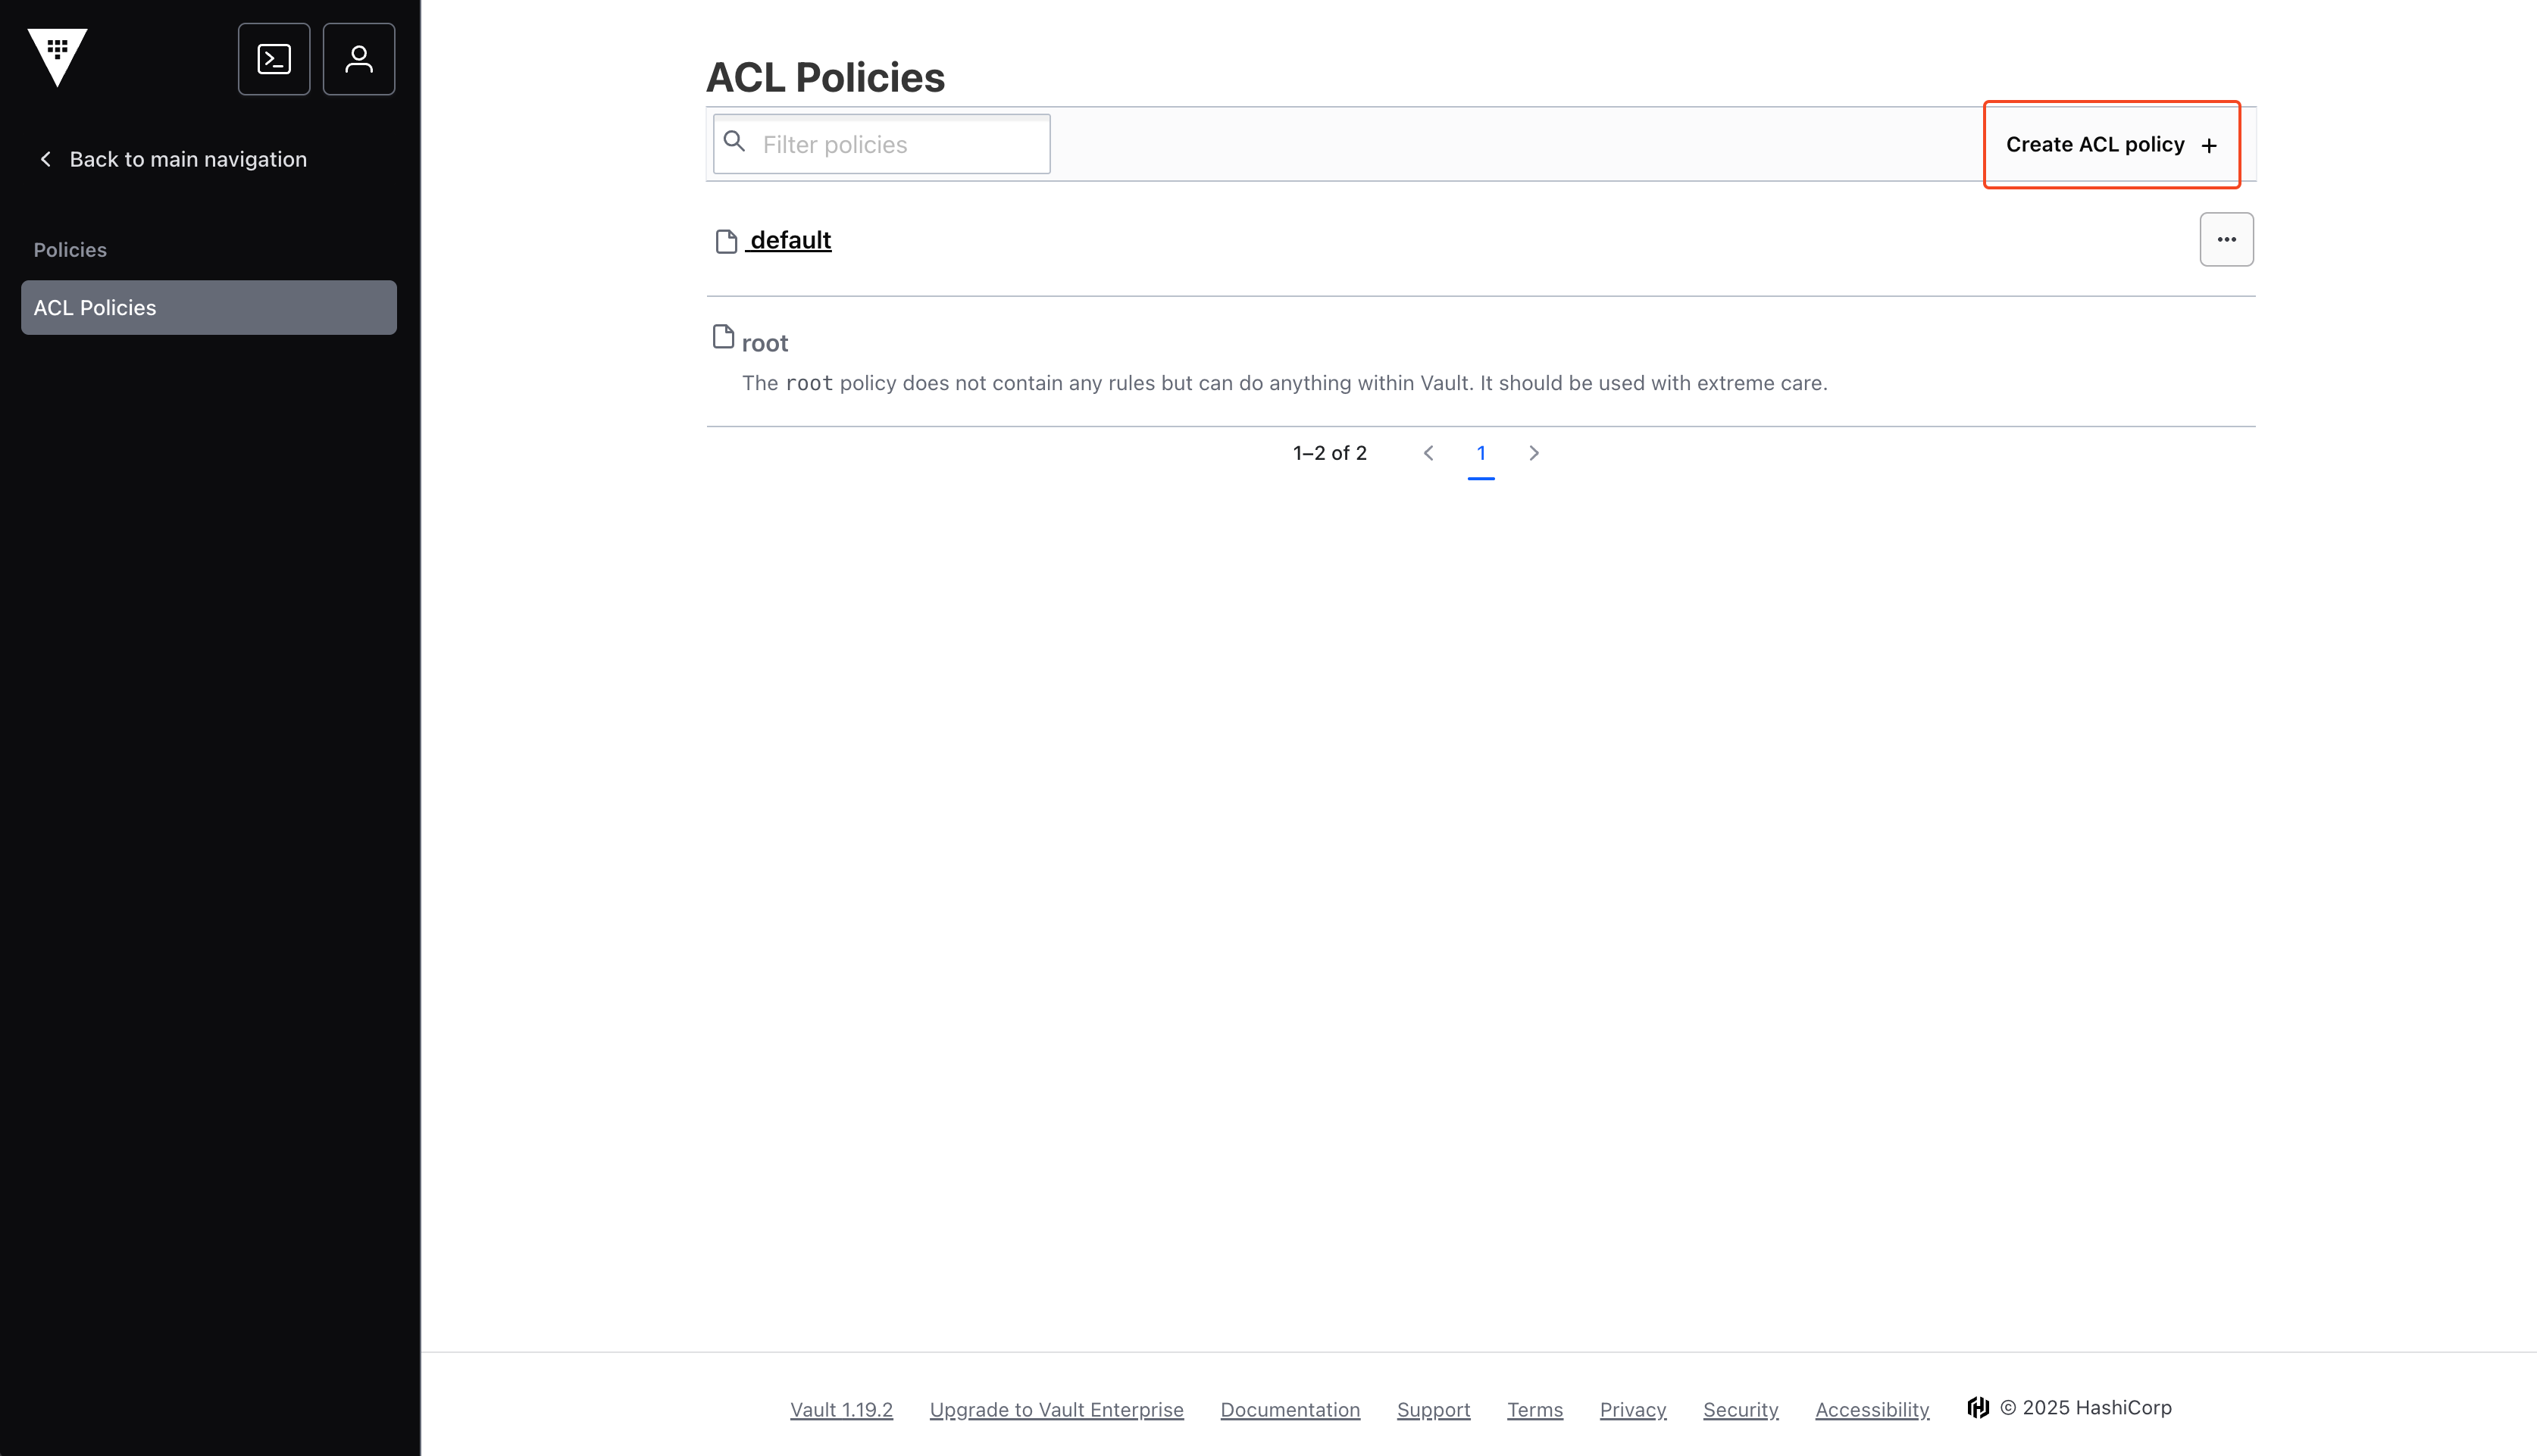 Back to main navigation
Policies
ACL Policies
ACL Policies
Filter policies
Create ACL policy +
default
root
The root policy does not contain any rules but can do anything within Vault. It should be used with extreme care.
1–2 of 2 1
Vault 1.19.2 Upgrade to Vault Enterprise Documentation Support Terms Privacy Security Accessibility © 2025 HashiCorp